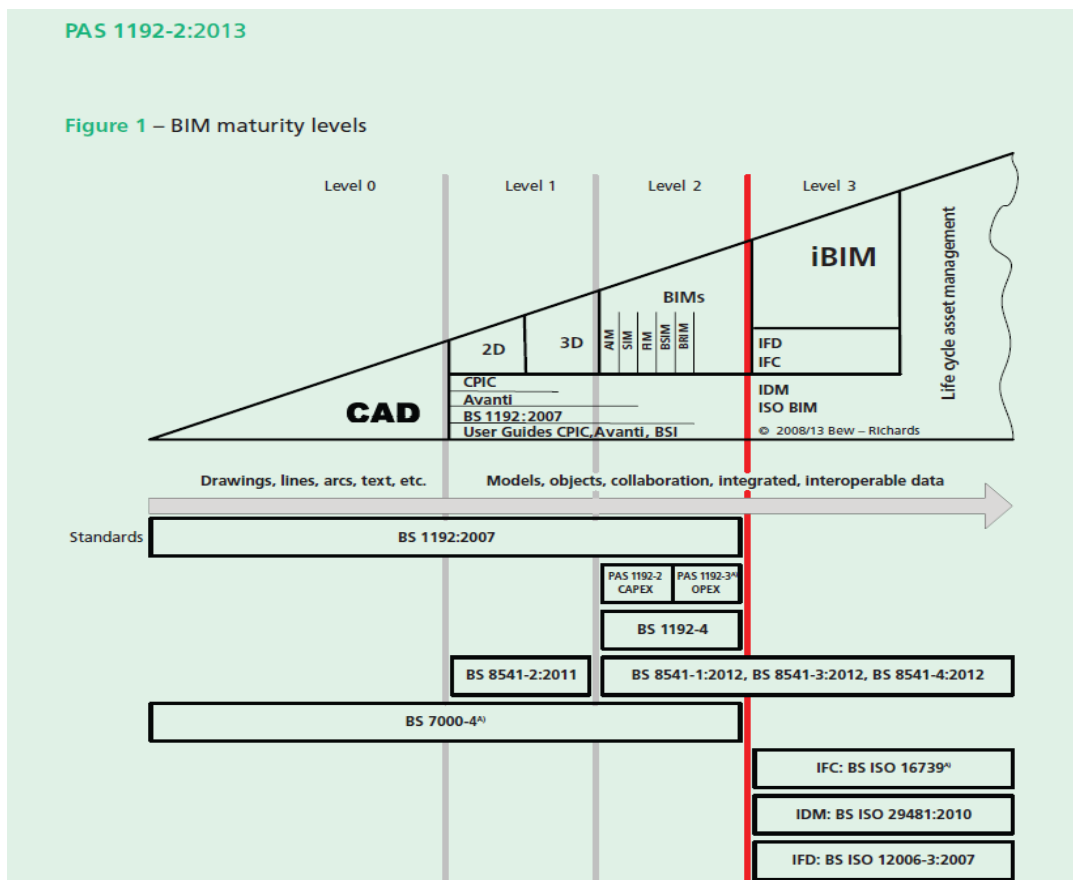 PAS 1192-2:2013
Figure 1 – BIM maturity levels
Level 0
Level 1
Level 2
Level 3
iBIM
BIMs
2D
3D
AIM
SIM
FIM
BSIM
BRIM
IFD
IFC
Life cycle asset management
CAD
CPIC
Avanti
BS 1192:2007
User Guides CPIC, Avanti, BSI
IDM
ISO BIM
© 2008/13 Bew – Richards
Drawings, lines, arcs, text, etc.
Models, objects, collaboration, integrated, interoperable data
Standards
BS 1192:2007
PAS 1192-2
CAPEX
PAS 1192-3A)
OPEX
BS 1192-4
BS 8541-2:2011
BS 8541-1:2012, BS 8541-3:2012, BS 8541-4:2012
BS 7000-4A)
IFC: BS ISO 16739A)
IDM: BS ISO 29481:2010
IFD: BS ISO 12006-3:2007